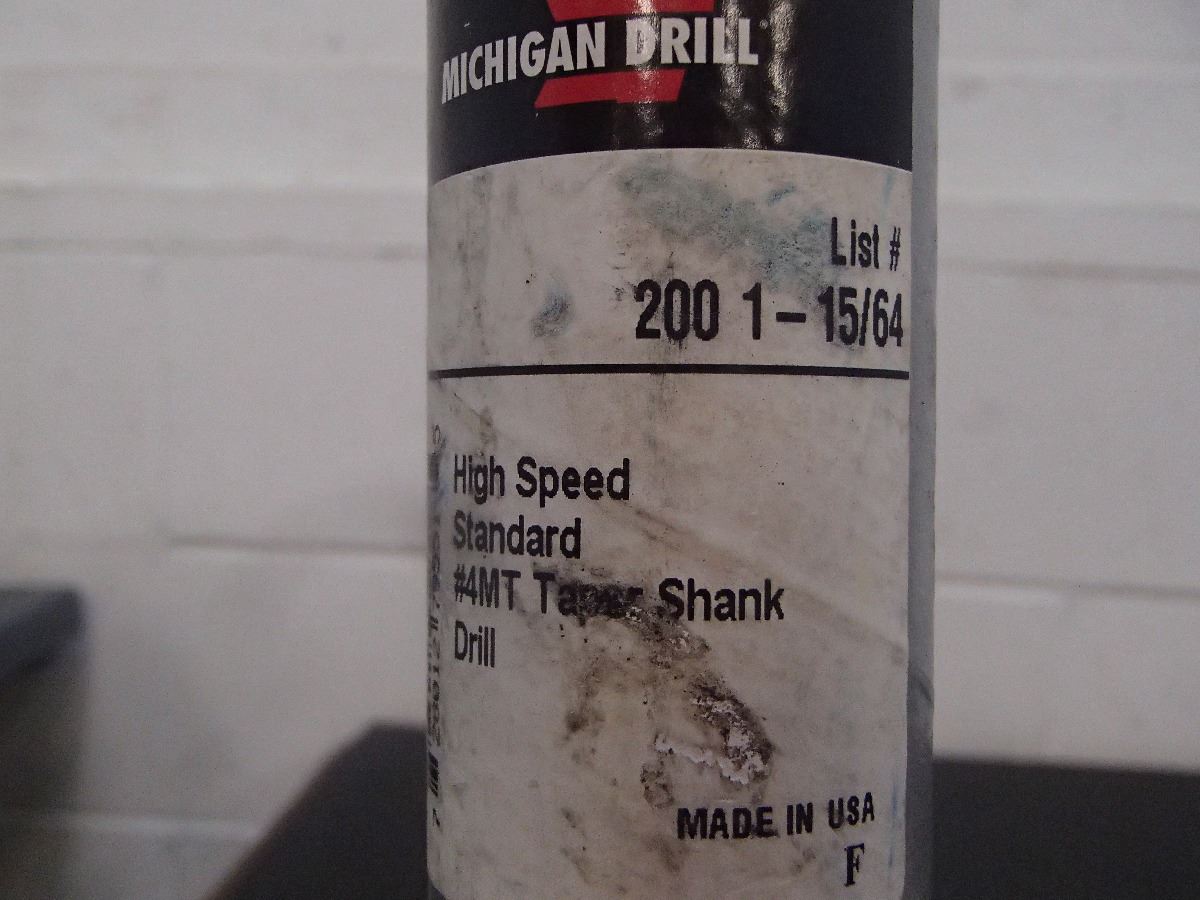 MICHIGAN DRILL
List #
200 1-15/64
High Speed
Standard
#4MT Taper Shank
Drill
MADE IN USA
F